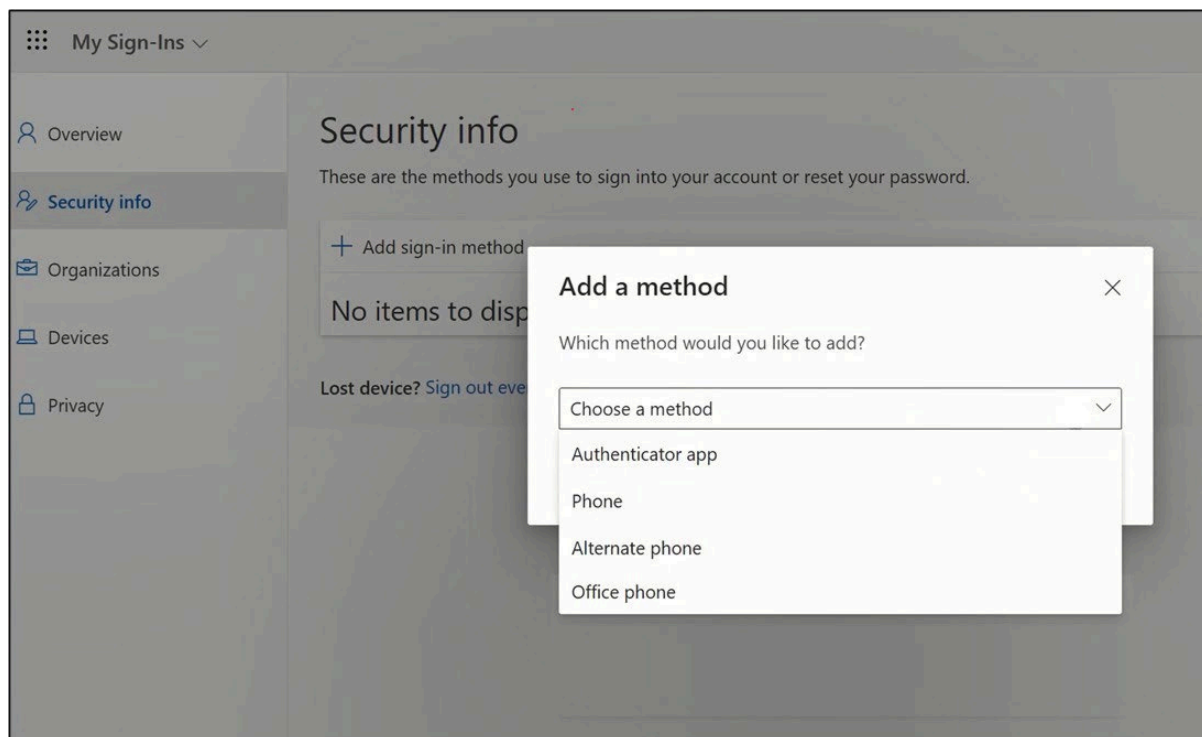 My Sign-Ins
Overview
Security info
Organizations
Devices
Privacy
Security info
These are the methods you use to sign into your account or reset your password.
Add sign-in method
No items to disp
Lost device? Sign out eve
Add a method
Which method would you like to add?
Choose a method
Authenticator app
Phone
Alternate phone
Office phone